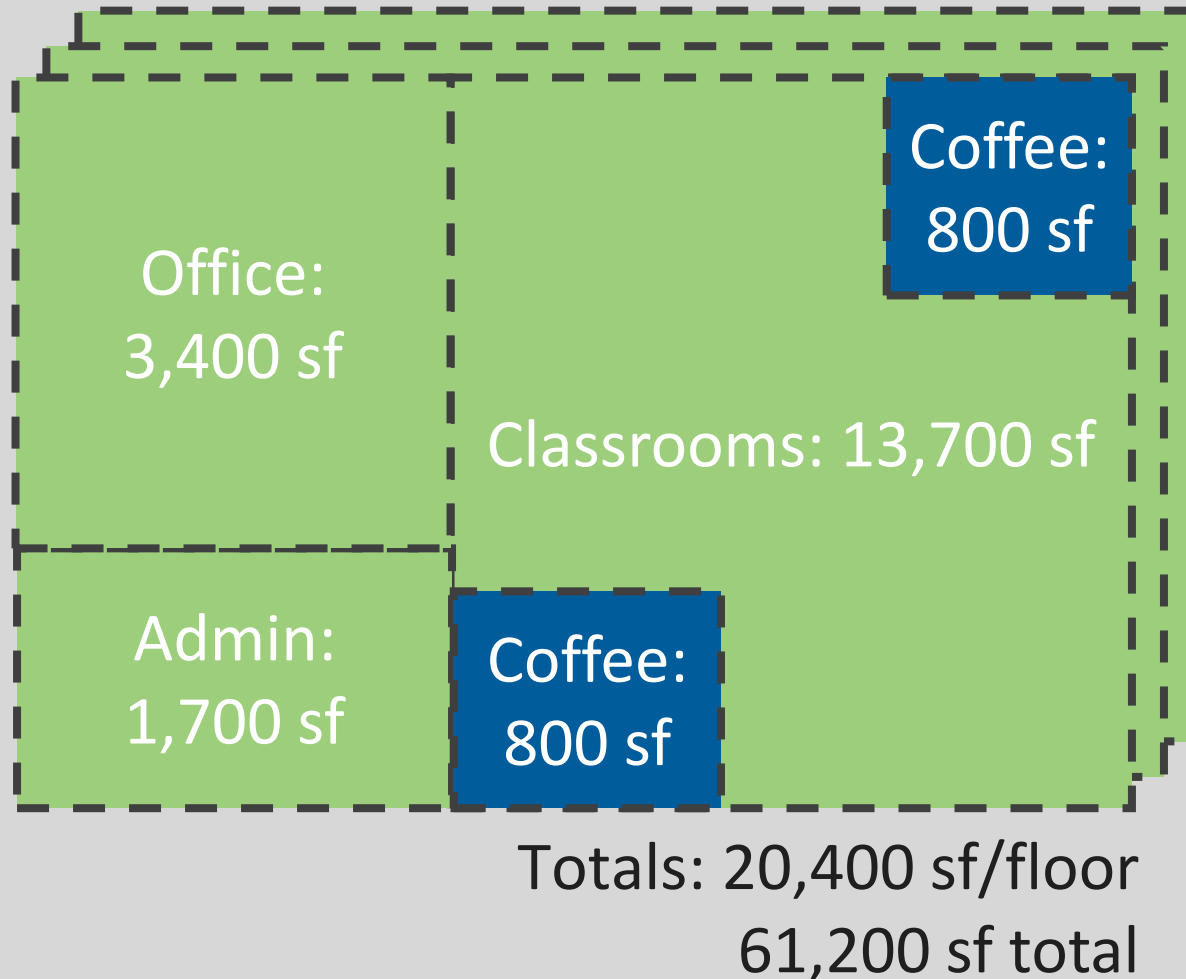 Coffee:
800 sf
Office:
3,400 sf
Classrooms: 13,700 sf
Admin:
1,700 sf
Coffee:
800 sf
Totals: 20,400 sf/floor
61,200 sf total